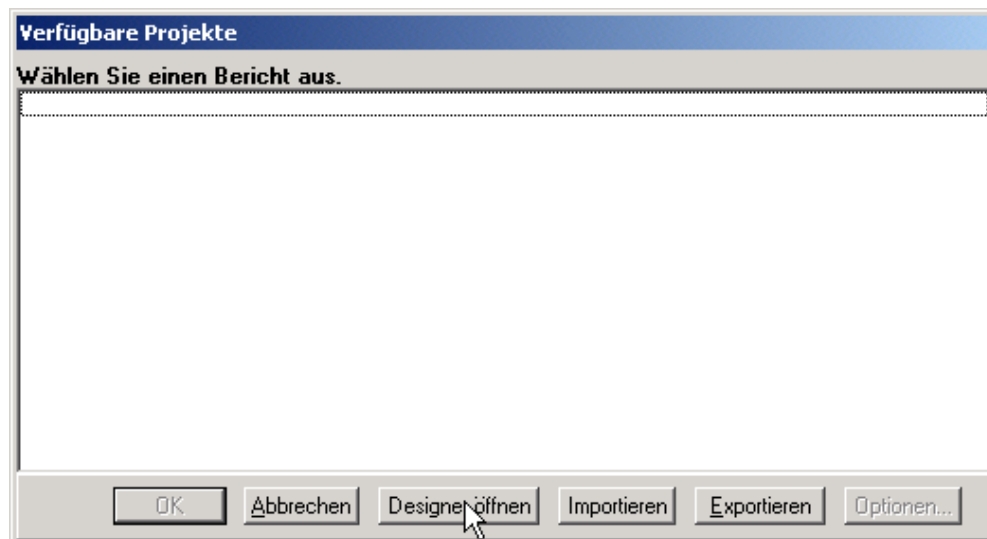 Verfügbare Projekte
Wählen Sie einen Bericht aus.
OK Abbrechen Designer öffnen Importieren Exportieren Optionen...